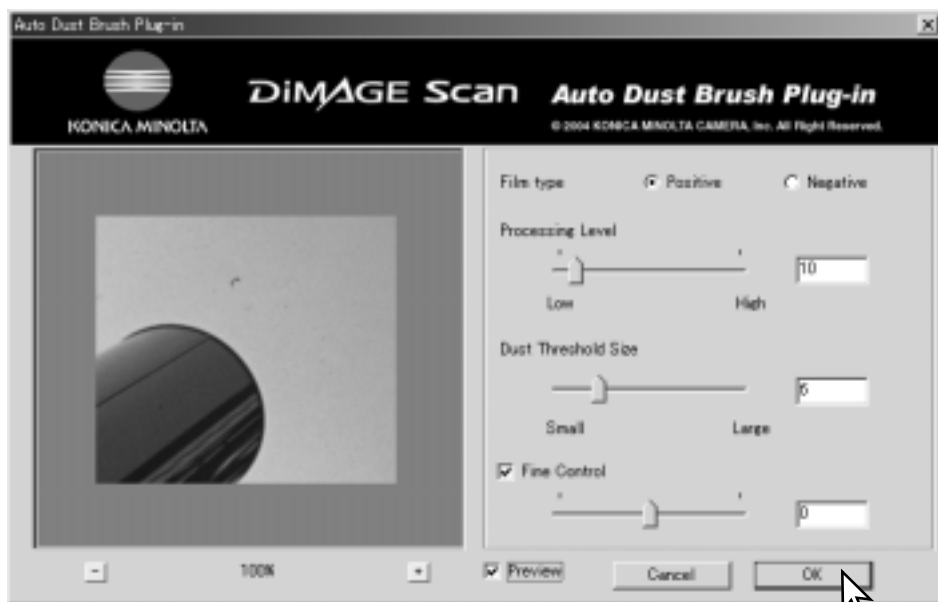 Auto Dust Brush Plug-in
KONICA MINOLTA
DiMAGE Scan
Auto Dust Brush Plug-in
© 2004 KONICA MINOLTA CAMERA, Inc. All Right Reserved.
Film type Positive Negative
Processing Level
10
Low High
Dust Threshold Size
6
Small Large
Fine Control
0
- 100% + Preview Cancel OK